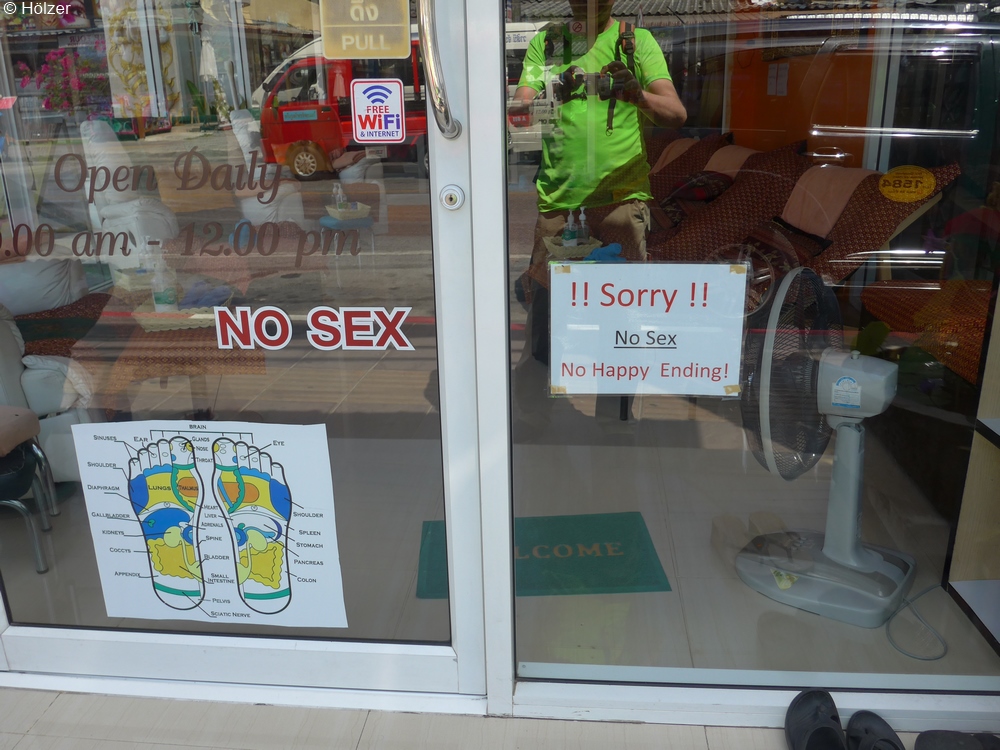 © Hölzer
ดึง
PULL
FREE
WiFi
& INTERNET
Open Daily
.00 am - 12.00 pm
NO SEX
!! Sorry !!
No Sex
No Happy Ending!
1584
LCOME
BRAIN
SINUSES
EAR
GLANDS
NOSE
THROAT
EYE
SHOULDER
DIAPHRAGM
LUNGS
GALLBLADDER
KIDNEYS
COCCYS
APPENDIX
HEART
LIVER
ADRENALS
SPINE
BLADDER
SMALL
INTESTINE
PELVIS
SCIATIC NERVE
SHOULDER
SPLEEN
STOMACH
PANCREAS
COLON